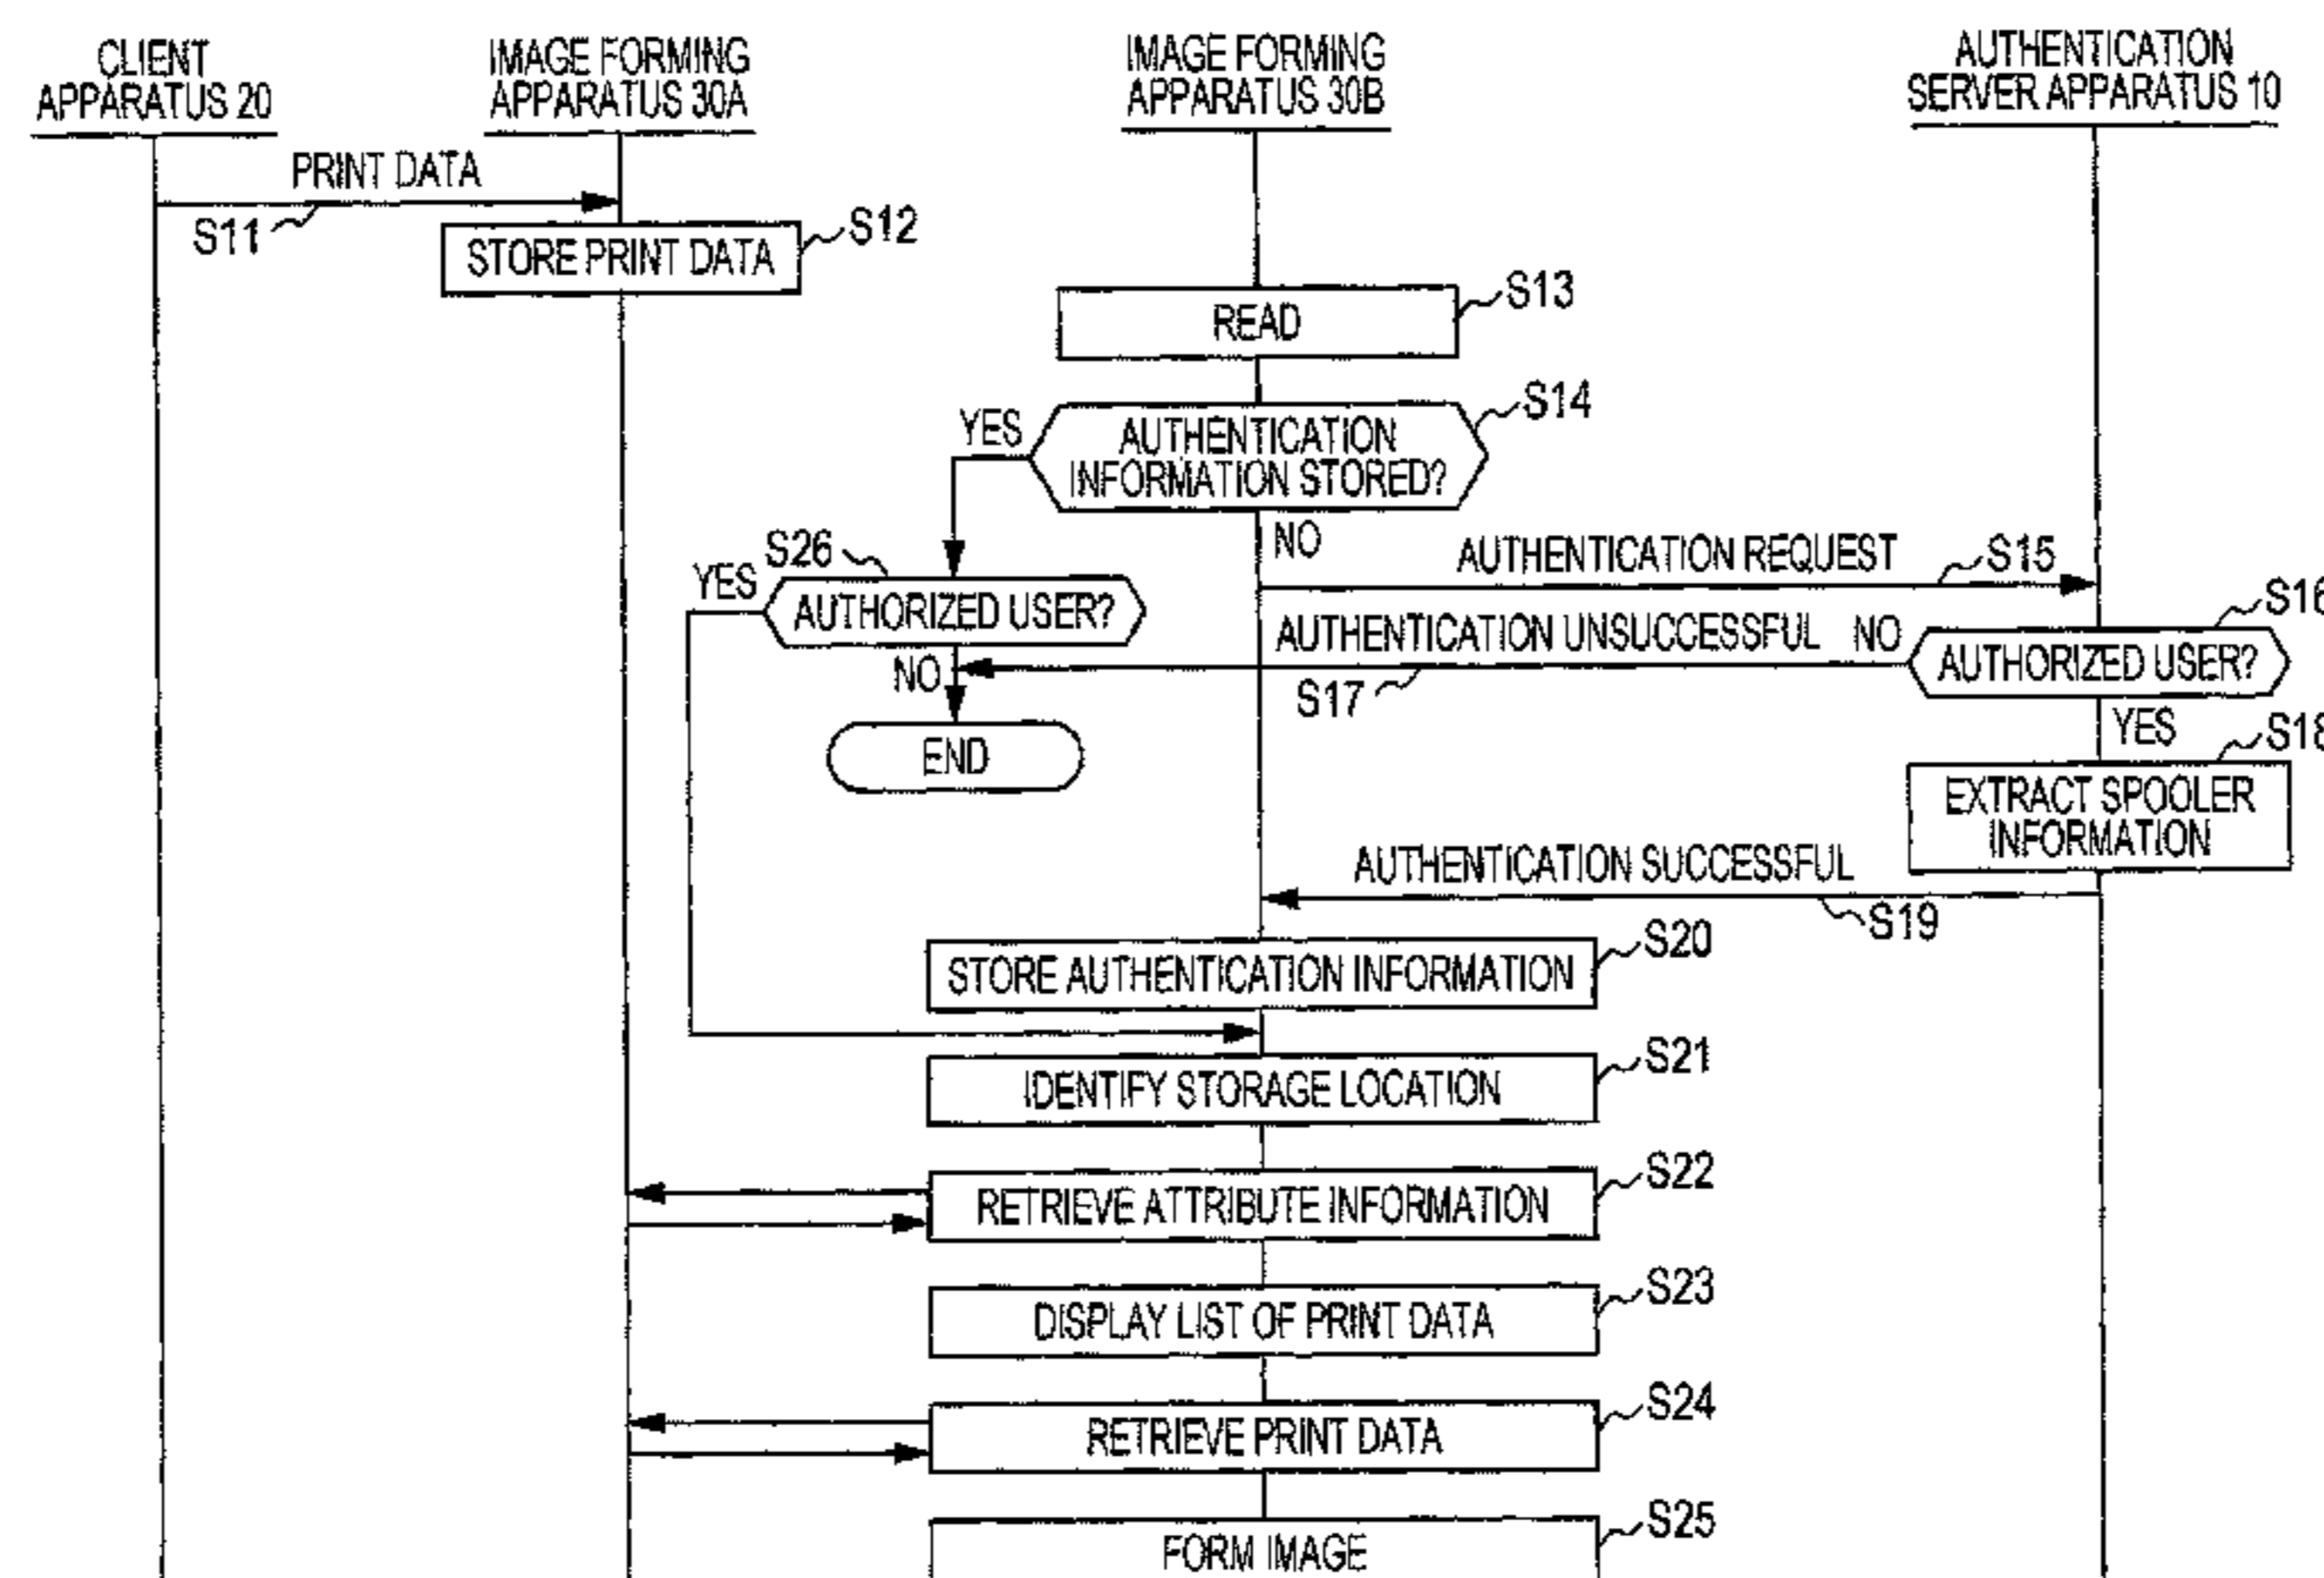 CLIENT
APPARATUS 20
IMAGE FORMING
APPARATUS 30A
IMAGE FORMING
APPARATUS 30B
AUTHENTICATION
SERVER APPARATUS 10
PRINT DATA
S11
STORE PRINT DATA
S12
READ
S13
AUTHENTICATION
INFORMATION STORED?
S14
YES
NO
S26
YES
AUTHORIZED USER?
NO
END
AUTHENTICATION REQUEST
S15
S16
AUTHENTICATION UNSUCCESSFUL
NO
AUTHORIZED USER?
S17
YES
S18
EXTRACT SPOOLER
INFORMATION
AUTHENTICATION SUCCESSFUL
S19
STORE AUTHENTICATION INFORMATION
S20
IDENTIFY STORAGE LOCATION
S21
RETRIEVE ATTRIBUTE INFORMATION
S22
DISPLAY LIST OF PRINT DATA
S23
RETRIEVE PRINT DATA
S24
FORM IMAGE
S25